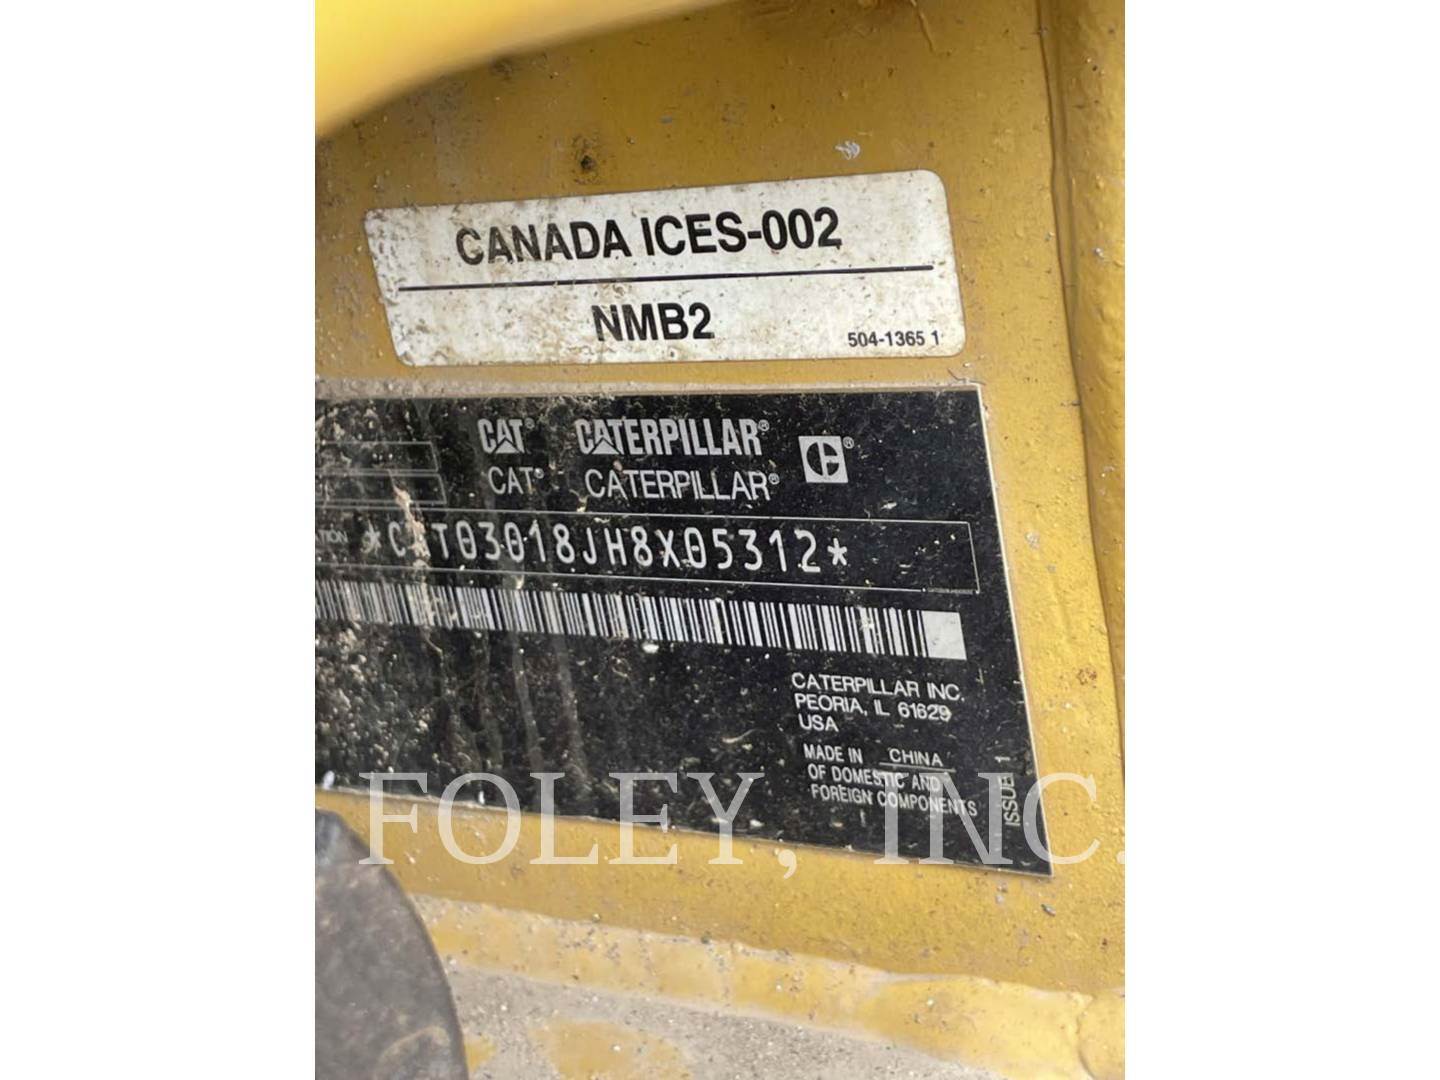 CANADA ICES-002
NMB2
504-1365 1
CAT® CATERPILLAR® ®
CAT® CATERPILLAR®
*CAT03018JH8X05312*
CATERPILLAR INC.
PEORIA, IL 61629
USA
MADE IN CHINA
OF DOMESTIC AND
FOREIGN COMPONENTS
ISSUE 1
FOLEY, INC.